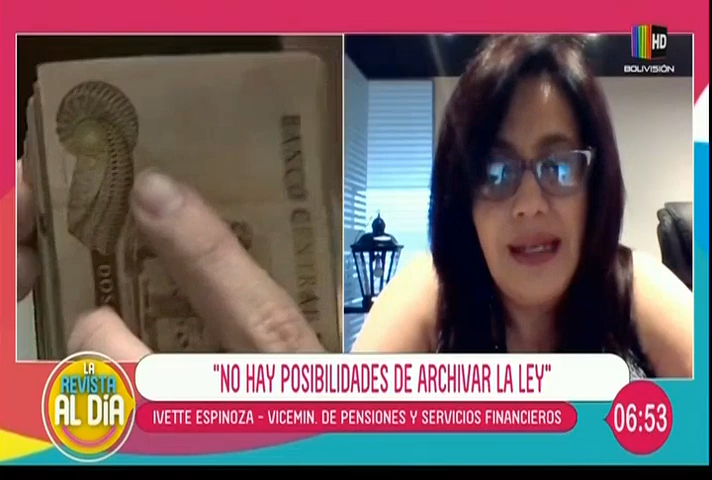 HD
BOLIVISIÓN
BANCO CENTRAL
"NO HAY POSIBILIDADES DE ARCHIVAR LA LEY"
LA
REVISTA
AL DÍA
IVETTE ESPINOZA - VICEMIN. DE PENSIONES Y SERVICIOS FINANCIEROS
06:53